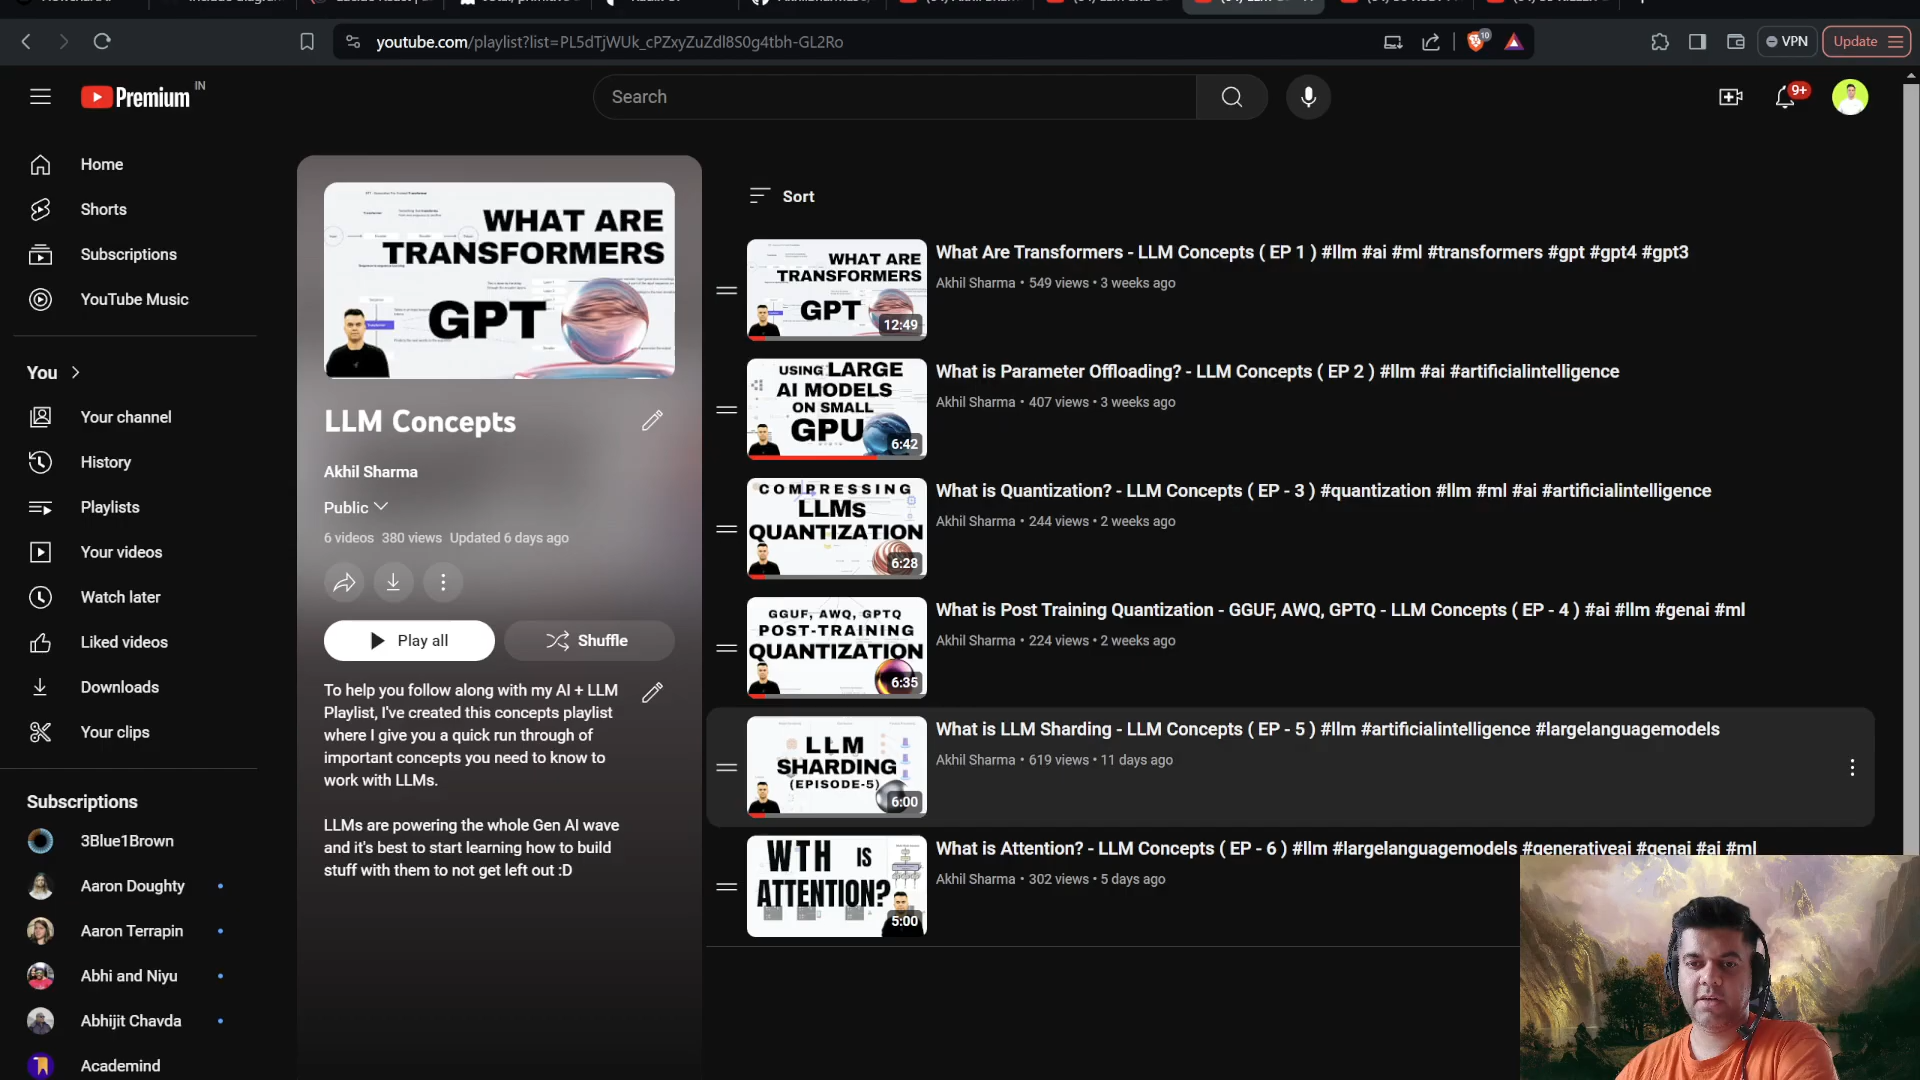 youtube.com/playlist?list=PL5dTjWUk_cPZxyZuZdl8S0g4tbh-GL2Ro
10
VPN
Update
Premium
IN
Search
9+
Home
Shorts
Subscriptions
YouTube Music
You
Your channel
History
Playlists
Your videos
Watch later
Liked videos
Downloads
Your clips
Subscriptions
3Blue1Brown
Aaron Doughty
Aaron Terrapin
Abhi and Niyu
Abhijit Chavda
Academind
WHAT ARE
TRANSFORMERS
GPT
LLM Concepts
Akhil Sharma
Public
6 videos 380 views Updated 6 days ago
Play all
Shuffle
To help you follow along with my AI + LLM
Playlist, I've created this concepts playlist
where I give you a quick run through of
important concepts you need to know to
work with LLMs.
LLMs are powering the whole Gen AI wave
and it's best to start learning how to build
stuff with them to not get left out :D
Sort
WHAT ARE
TRANSFORMERS
GPT
12:49
What Are Transformers - LLM Concepts ( EP 1 ) #llm #ai #ml #transformers #gpt #gpt4 #gpt3
Akhil Sharma • 549 views • 3 weeks ago
USING LARGE
AI MODELS
ON SMALL
GPU
6:42
What is Parameter Offloading? - LLM Concepts ( EP 2 ) #llm #ai #artificialintelligence
Akhil Sharma • 407 views • 3 weeks ago
COMPRESSING
LLMs
QUANTIZATION
6:28
What is Quantization? - LLM Concepts ( EP - 3 ) #quantization #llm #ml #ai #artificialintelligence
Akhil Sharma • 244 views • 2 weeks ago
GGUF, AWQ, GPTQ
POST-TRAINING
QUANTIZATION
6:35
What is Post Training Quantization - GGUF, AWQ, GPTQ - LLM Concepts ( EP - 4 ) #ai #llm #genai #ml
Akhil Sharma • 224 views • 2 weeks ago
LLM
SHARDING
(EPISODE-5)
6:00
What is LLM Sharding - LLM Concepts ( EP - 5 ) #llm #artificialintelligence #largelanguagemodels
Akhil Sharma • 619 views • 11 days ago
WTH IS
ATTENTION?
5:00
What is Attention? - LLM Concepts ( EP - 6 ) #llm #largelanguagemodels #generativeai #genai #ai #ml
Akhil Sharma • 302 views • 5 days ago